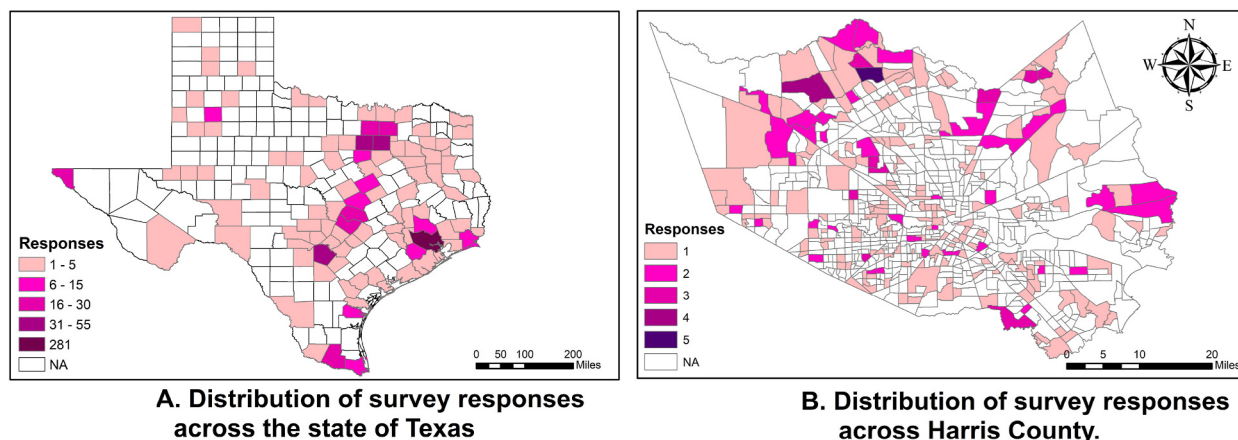 Responses
1 - 5
6 - 15
16 - 30
31 - 55
281
NA
0 50 100 200
Miles
A. Distribution of survey responses
across the state of Texas
N
W E
S
Responses
1
2
3
4
5
NA
0 5 10 20
Miles
B. Distribution of survey responses
across Harris County.